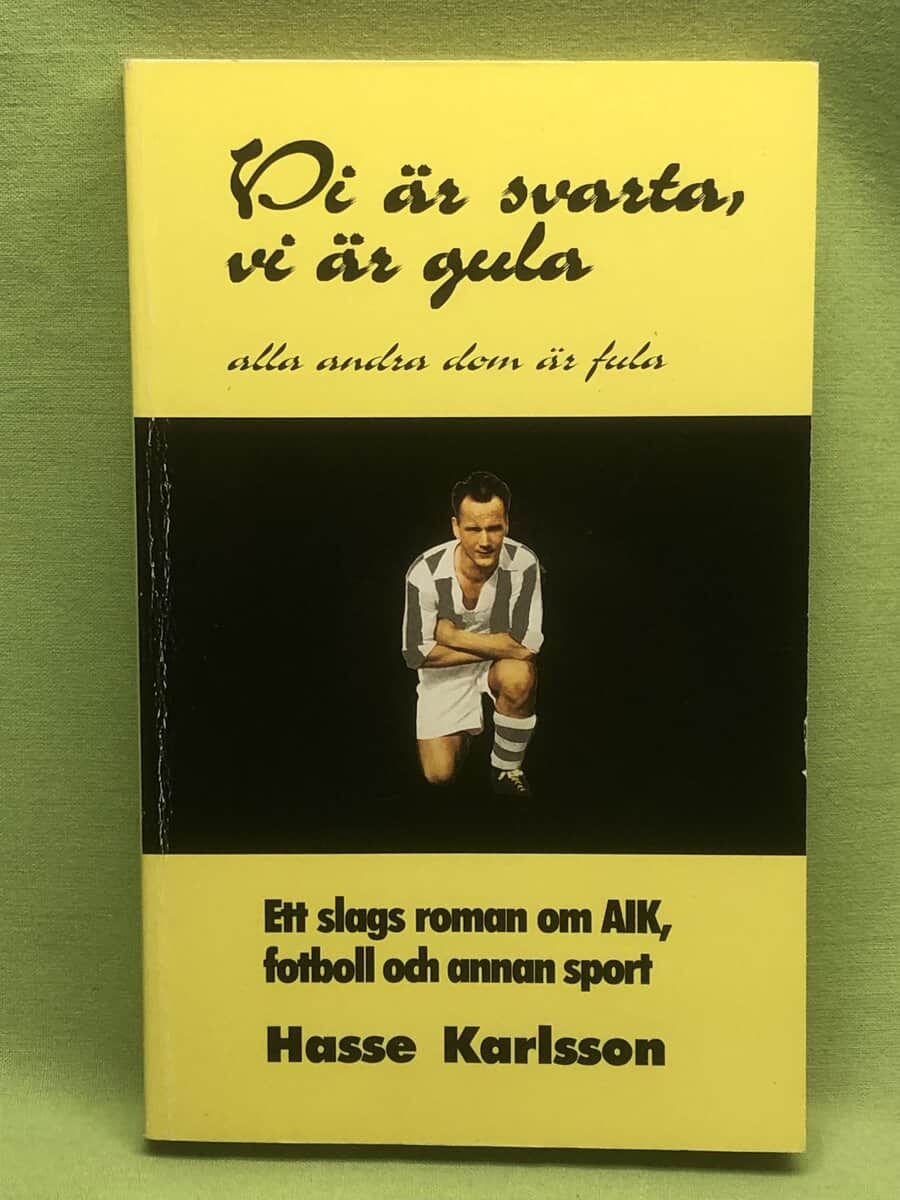 Vi är svarta,
vi är gula
alla andra dom är fula
Ett slags roman om AIK,
fotboll och annan sport
Hasse Karlsson